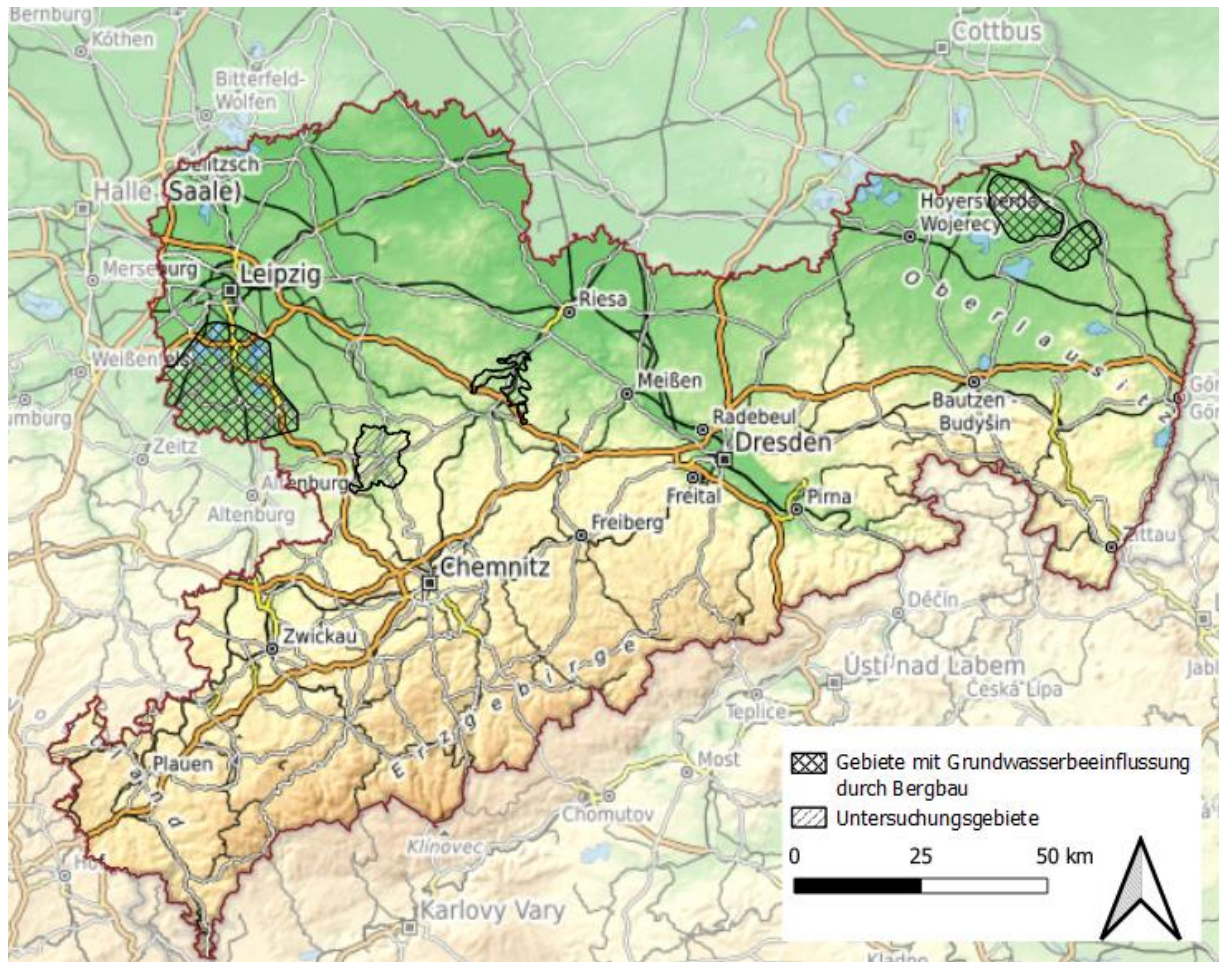 Bernburg
Köthen
Cottbus
Bitterfeld-
Wolfen
Delitzsch
Halle (Saale)
Hoyerswerda -
Wojerecy
Merseburg
Leipzig
Riesa
Oberlausitz
Weißenfels
Meißen
Bautzen -
Budyšin
Radebeul
Dresden
Zeitz
Freital
Pirna
Altenburg
Altenburg
Freiberg
Zittau
Chemnitz
Děčín
Zwickau
Ústí nad Labem
Česká Lípa
Teplice
Erzgebirge
Plauen
Most
Chomutov
Klínovec
Hof
Karlovy Vary
Kladno
Gebiete mit Grundwasserbeeinflussung
durch Bergbau
Untersuchungsgebiete
0 25 50 km